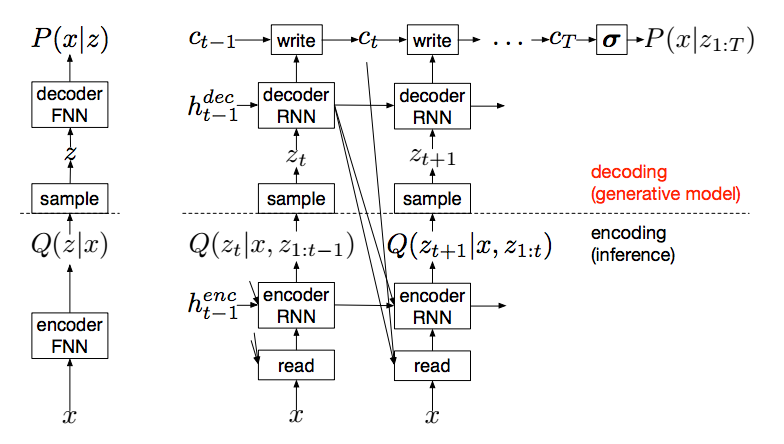 P(x|z)
decoder
FNN
z
sample
Q(z|x)
encoder
FNN
x
c_{t-1} write c_t write ... c_T σ P(x|z_{1:T})
h_{t-1}^{dec} decoder RNN decoder RNN
z_t z_{t+1}
sample sample
Q(z_t|x, z_{1:t-1}) Q(z_{t+1}|x, z_{1:t})
h_{t-1}^{enc} encoder RNN encoder RNN
read read
x x
decoding
(generative model)
encoding
(inference)